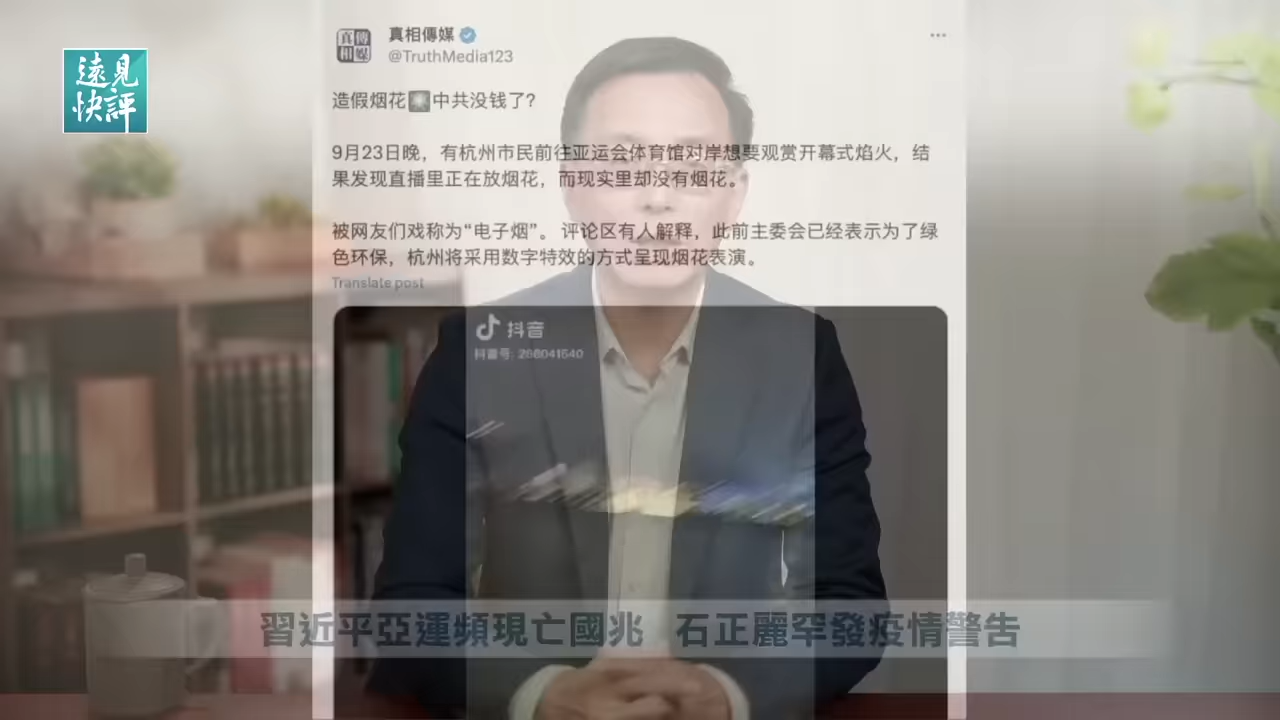 遠見
快評
真相傳媒
@TruthMedia123
造假烟花🎆中共没钱了?
9月23日晚，有杭州市民前往亚运会体育馆对岸想要观赏开幕式焰火，结
果发现直播里正在放烟花，而现实里却没有烟花。
被网友们戏称为“电子烟”。 评论区有人解释，此前主委会已经表示为了绿
色环保，杭州将采用数字特效的方式呈现烟花表演。
Translate post
抖音
抖音号: 266041640
習近平亞運頻現亡國兆 石正麗罕發疫情警告